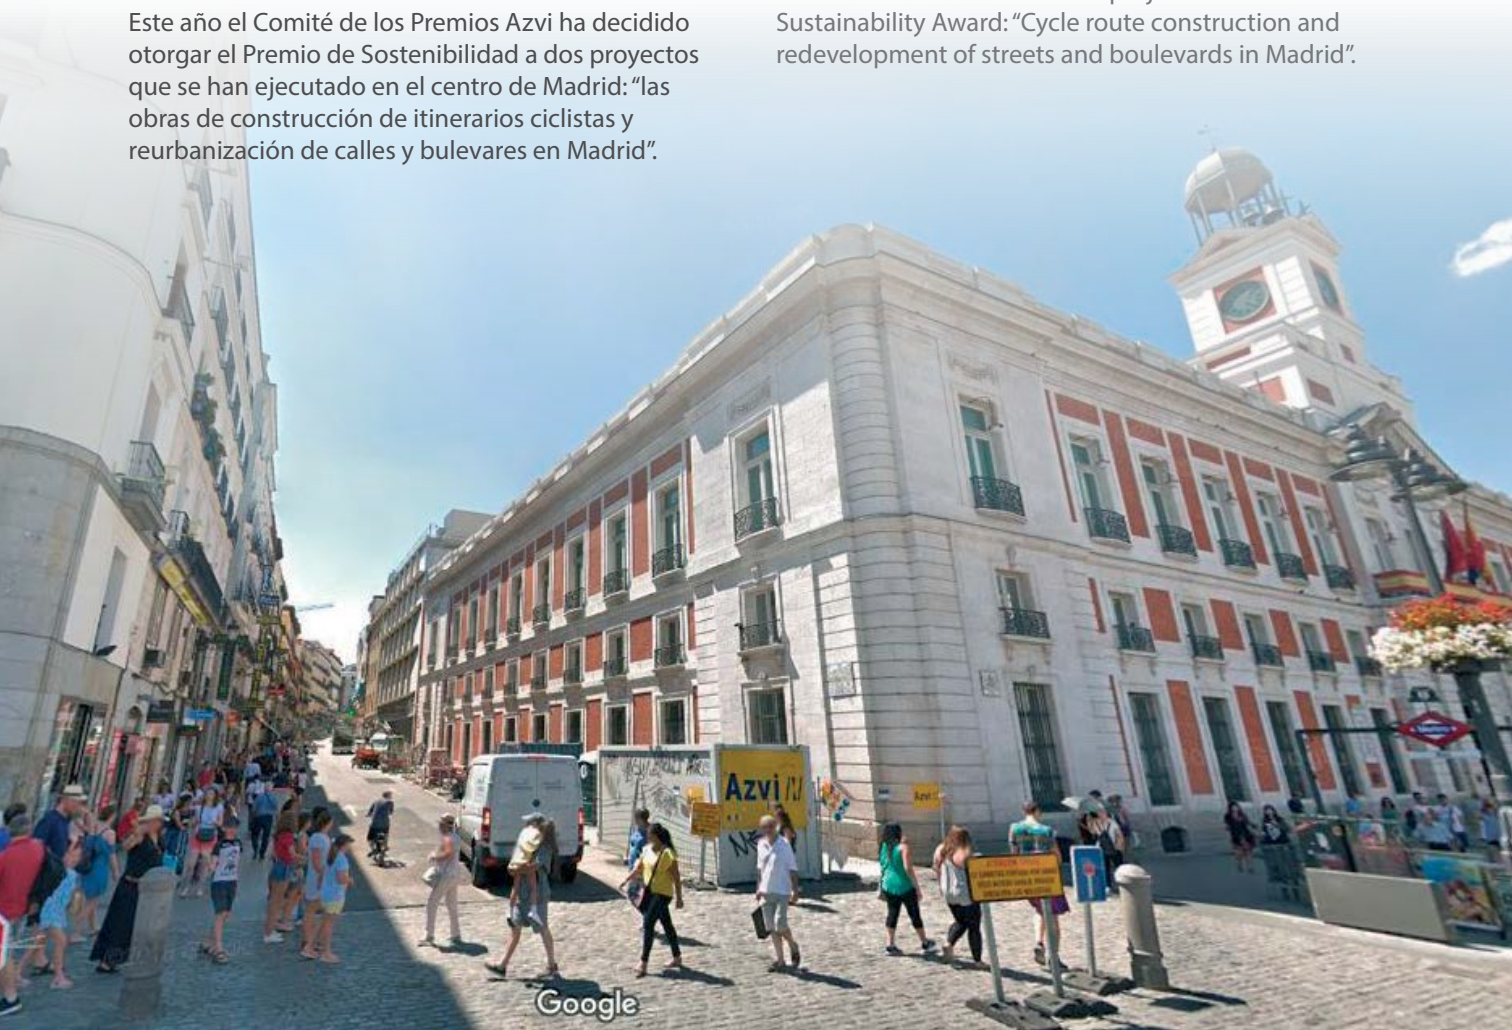 Este año el Comité de los Premios Azvi ha decidido
otorgar el Premio de Sostenibilidad a dos proyectos
que se han ejecutado en el centro de Madrid: “las
obras de construcción de itinerarios ciclistas y
reurbanización de calles y bulevares en Madrid”.
Sustainability Award: “Cycle route construction and
redevelopment of streets and boulevards in Madrid”.
Azvi
Azvi
Google